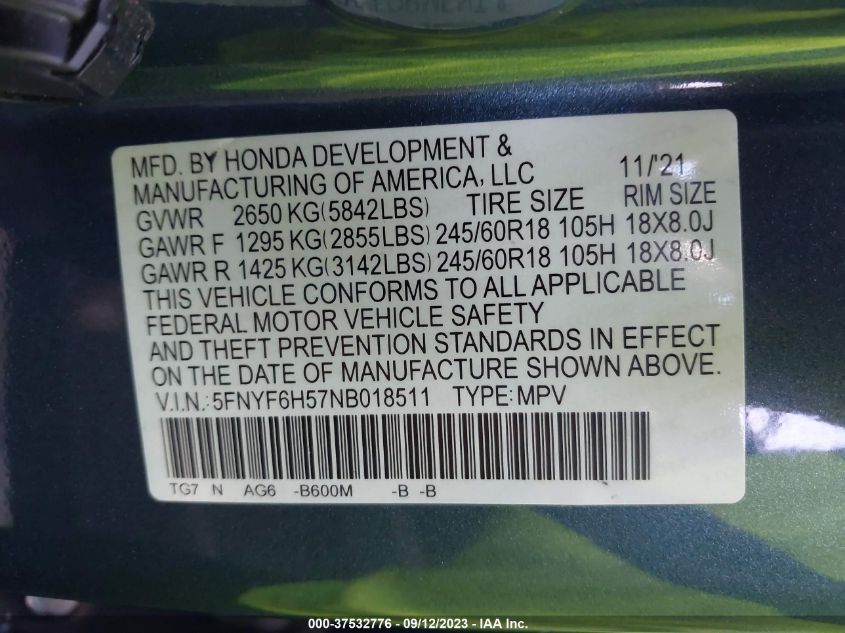 MFD. BY HONDA DEVELOPMENT &
MANUFACTURING OF AMERICA, LLC 11/'21
GVWR 2650 KG(5842LBS) TIRE SIZE RIM SIZE
GAWR F 1295 KG(2855LBS) 245/60R18 105H 18X8.0J
GAWR R 1425 KG(3142LBS) 245/60R18 105H 18X8.0J
THIS VEHICLE CONFORMS TO ALL APPLICABLE
FEDERAL MOTOR VEHICLE SAFETY
AND THEFT PREVENTION STANDARDS IN EFFECT
ON THE DATE OF MANUFACTURE SHOWN ABOVE.
V.I.N.: 5FNYF6H57NB018511 TYPE: MPV
TG7 N AG6 -B600M -B -B
000-37532776 - 09/12/2023 - IAA Inc.